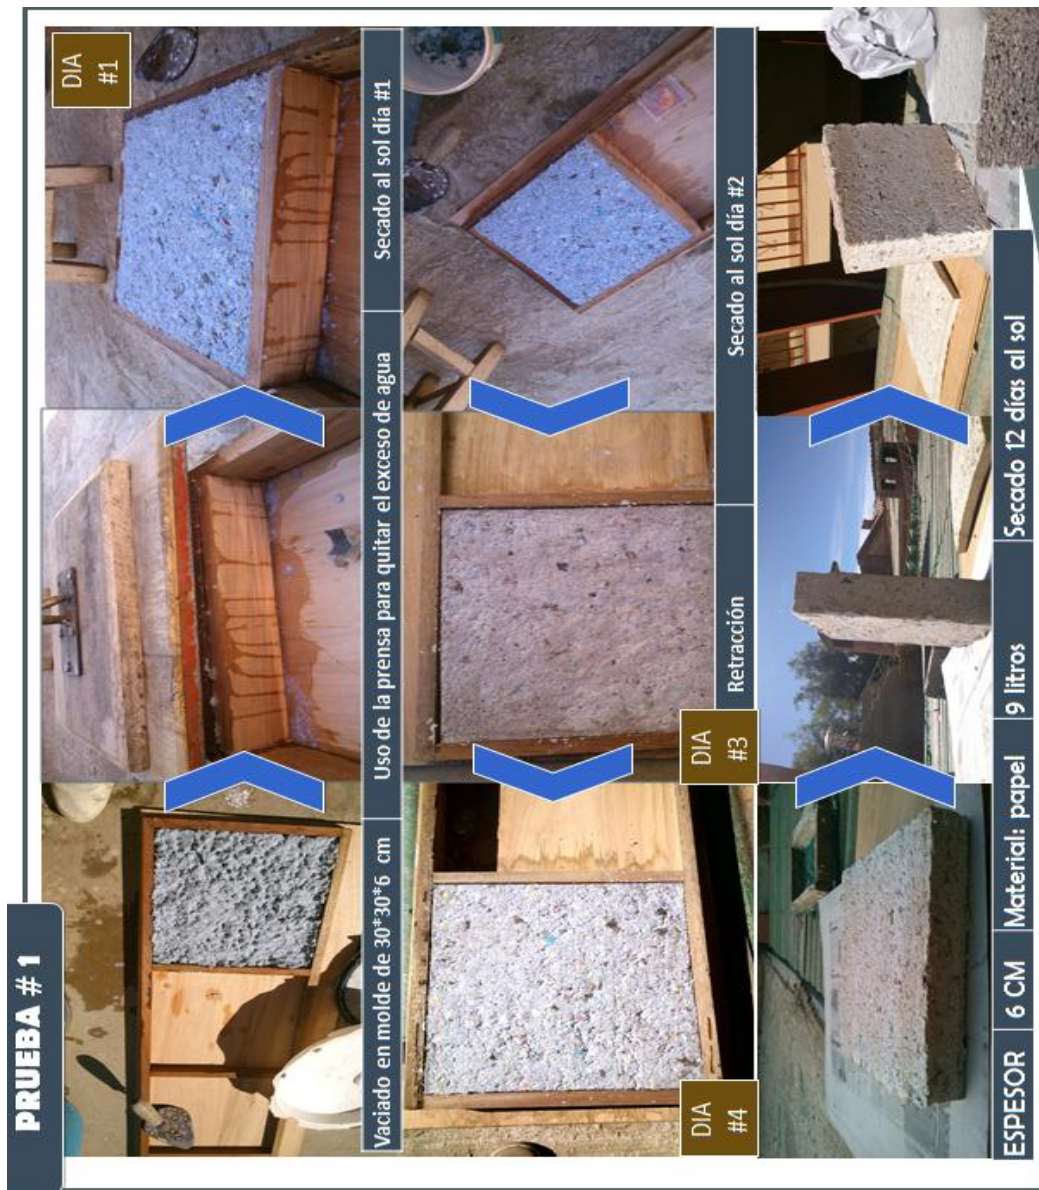 PRUEBA # 1
DIA
#1
Vaciado en molde de 30*30*6 cm
Uso de la prensa para quitar el exceso de agua
Secado al sol día #1
DIA
#4
DIA
#3
Retracción
Secado al sol día #2
ESPESOR
6 CM
Material: papel
9 litros
Secado 12 días al sol